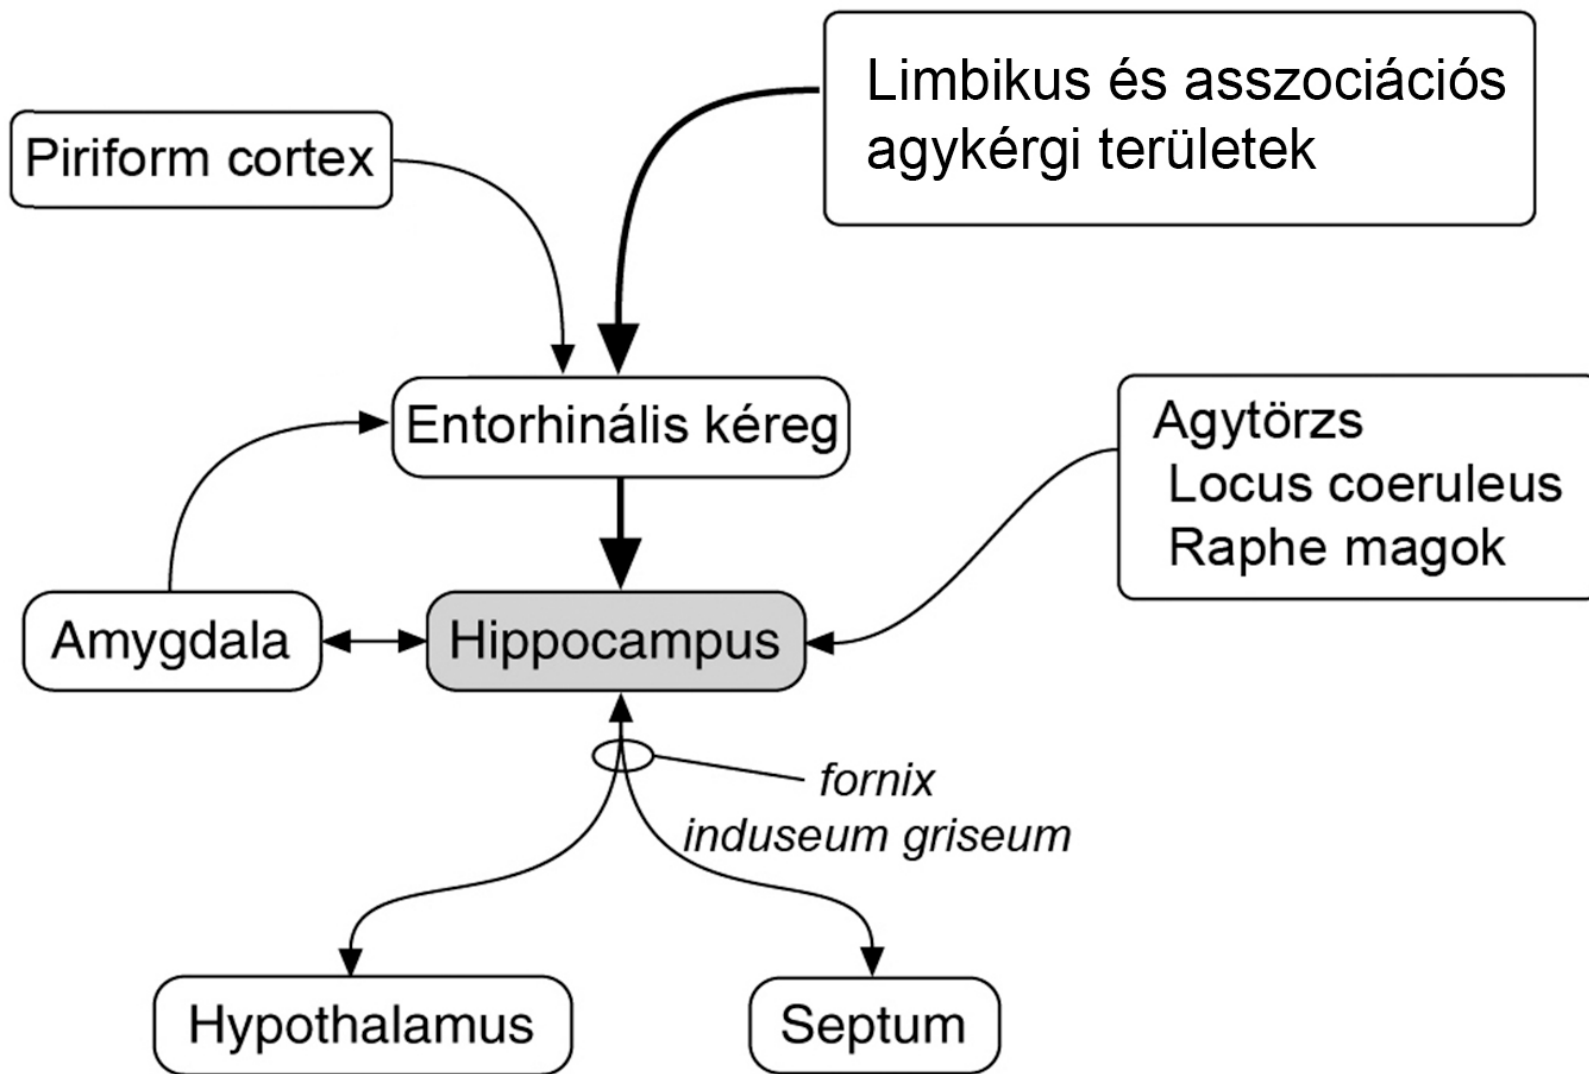 Limbikus és asszociációs
agykérgi területek
Piriform cortex
Entorhinális kéreg
Agytörzs
Locus coeruleus
Raphe magok
Amygdala
Hippocampus
fornix
induseum griseum
Hypothalamus
Septum